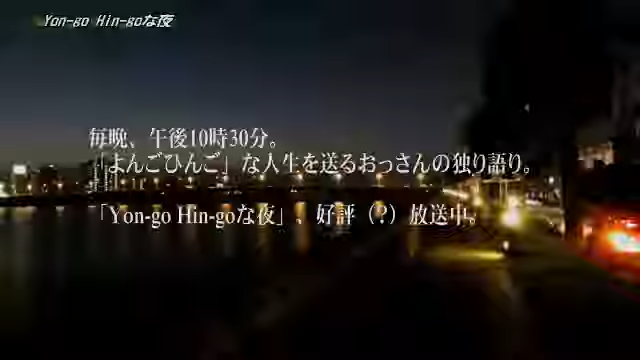 Yon-go Hin-goな夜
毎晩、午後10時30分。
「よんごひんご」な人生を送るおっさんの独り語り。
「Yon-go Hin-goな夜」、好評（?）放送中。